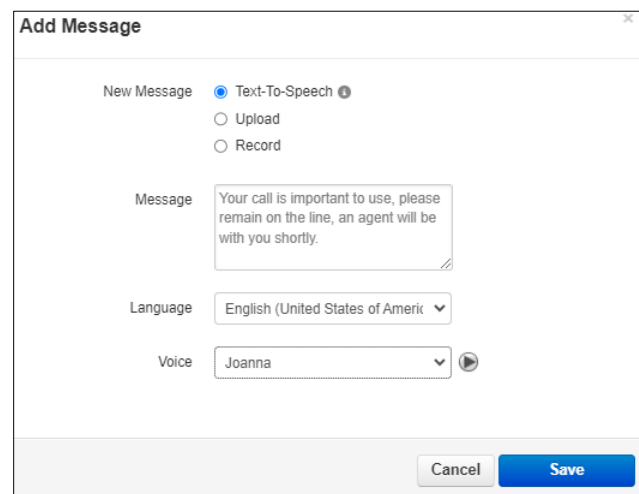 Add Message
×
New Message
Text-To-Speech
Upload
Record
Message
Your call is important to use, please
remain on the line, an agent will be
with you shortly.
Language
English (United States of Americ
Voice
Joanna
Cancel
Save